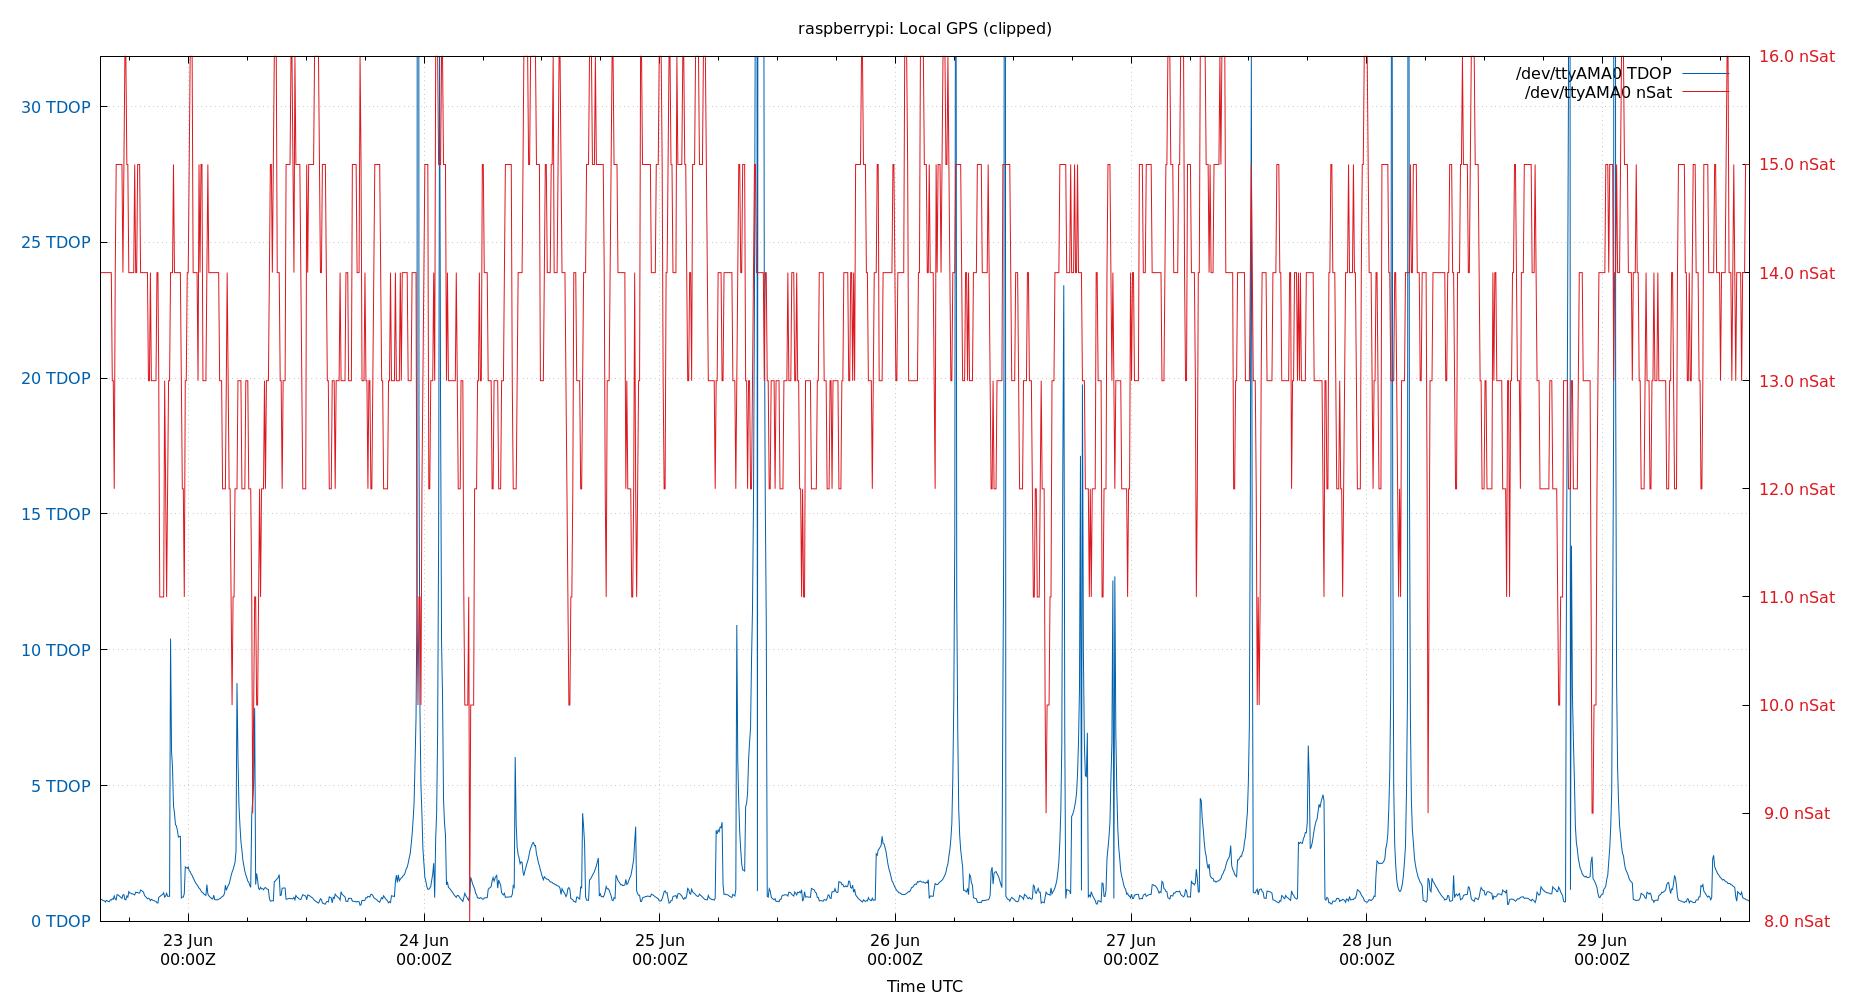 raspberrypi: Local GPS (clipped)
/dev/ttyAMA0 TDOP
/dev/ttyAMA0 nSat
30 TDOP
25 TDOP
20 TDOP
15 TDOP
10 TDOP
5 TDOP
0 TDOP
16.0 nSat
15.0 nSat
14.0 nSat
13.0 nSat
12.0 nSat
11.0 nSat
10.0 nSat
9.0 nSat
8.0 nSat
23 Jun 24 Jun 25 Jun 26 Jun 27 Jun 28 Jun 29 Jun
00:00Z 00:00Z 00:00Z 00:00Z 00:00Z 00:00Z 00:00Z
Time UTC